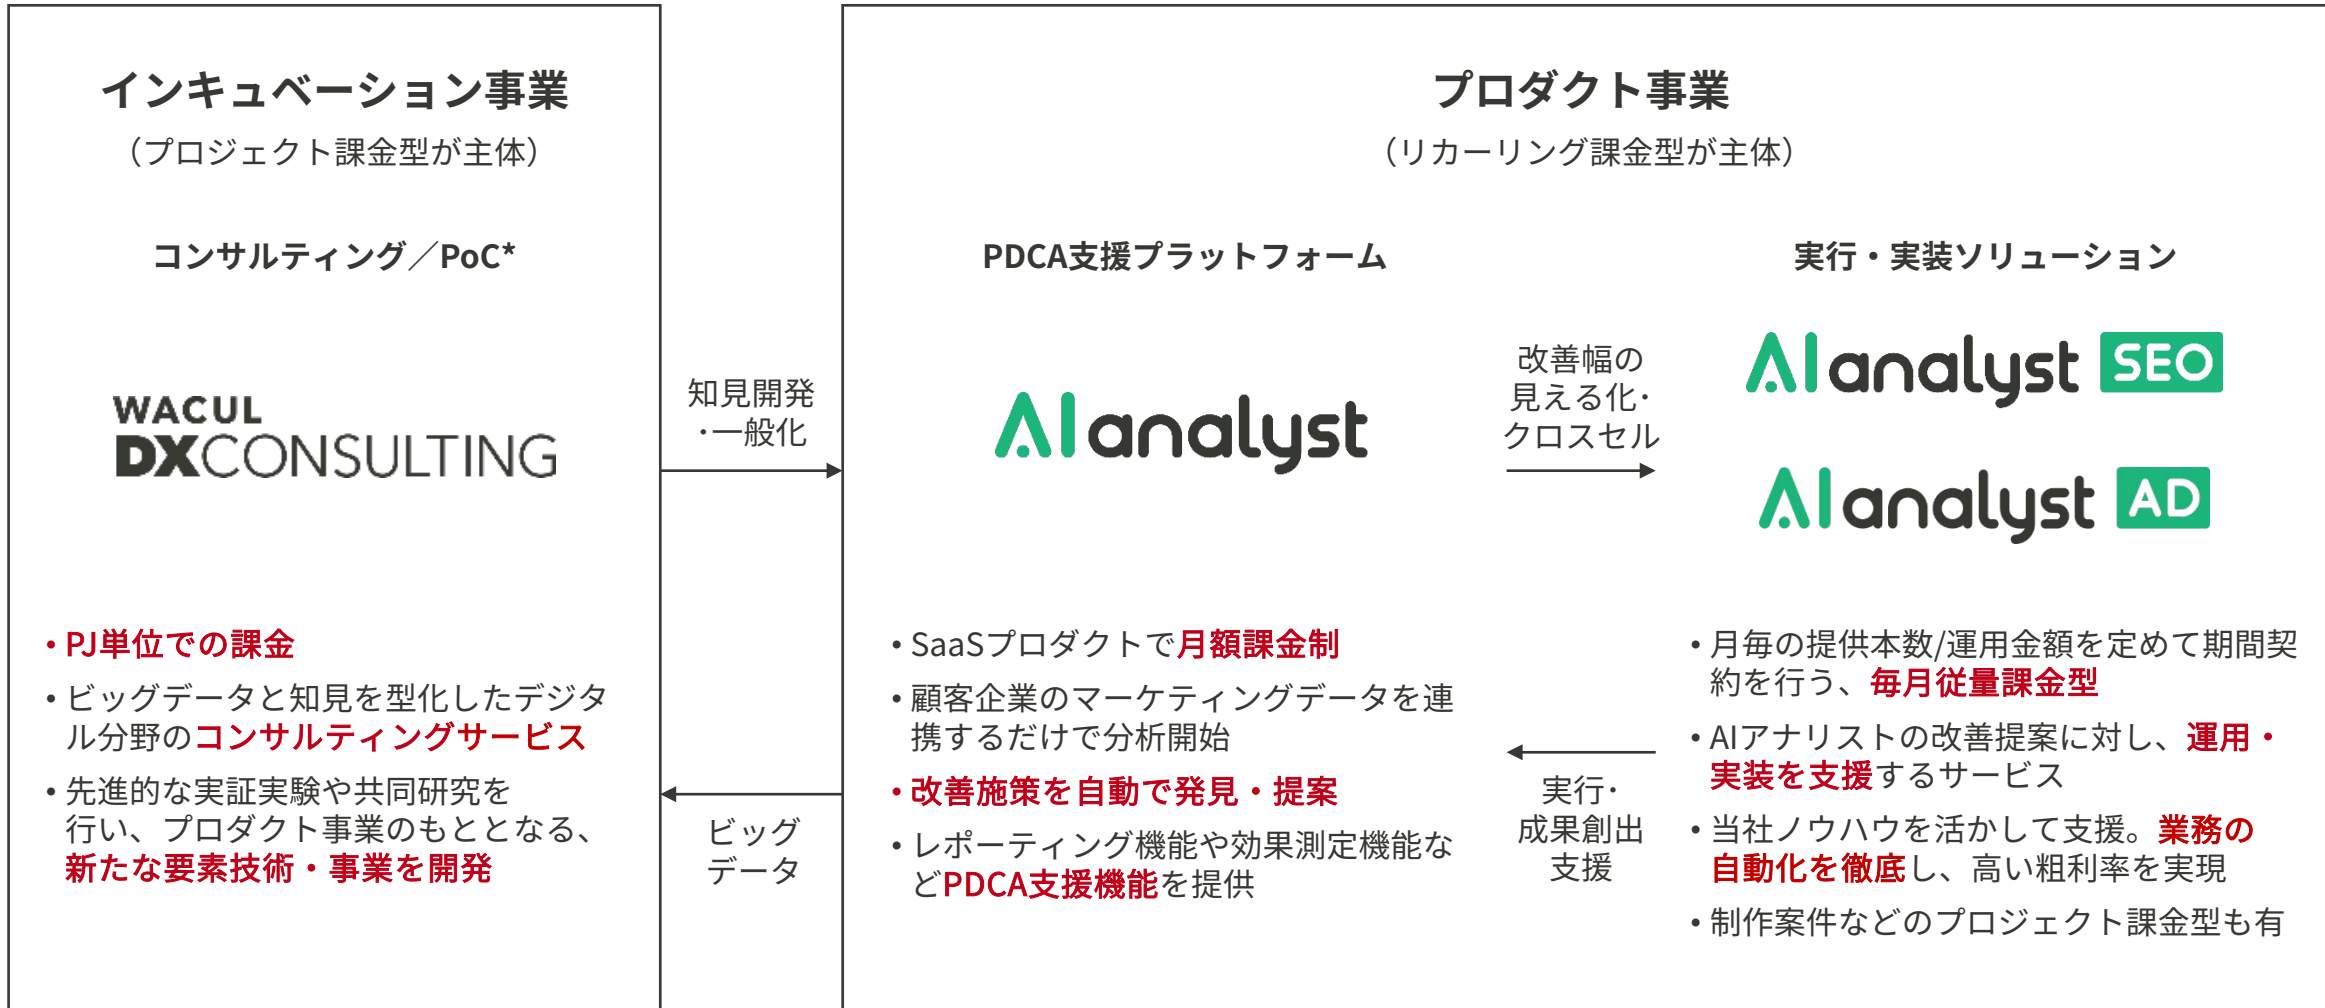 インキュベーション事業
（プロジェクト課金型が主体）
コンサルティング／PoC*
WACUL
DXCONSULTING
・PJ単位での課金
・ビッグデータと知見を型化したデジタ
ル分野のコンサルティングサービス
・先進的な実証実験や共同研究を
行い、プロダクト事業のもととなる、
新たな要素技術・事業を開発
知見開発
・一般化
ビッグ
データ
プロダクト事業
（リカーリング課金型が主体）
PDCA支援プラットフォーム
AI analyst
・SaaSプロダクトで月額課金制
・顧客企業のマーケティングデータを連
携するだけで分析開始
・改善施策を自動で発見・提案
・レポーティング機能や効果測定機能な
どPDCA支援機能を提供
改善幅の
見える化・
クロスセル
実行・
成果創出
支援
実行・実装ソリューション
AI analyst SEO
AI analyst AD
・月毎の提供本数/運用金額を定めて期間契
約を行う、毎月従量課金型
・AIアナリストの改善提案に対し、運用・
実装を支援するサービス
・当社ノウハウを活かして支援。業務の
自動化を徹底し、高い粗利率を実現
・制作案件などのプロジェクト課金型も有